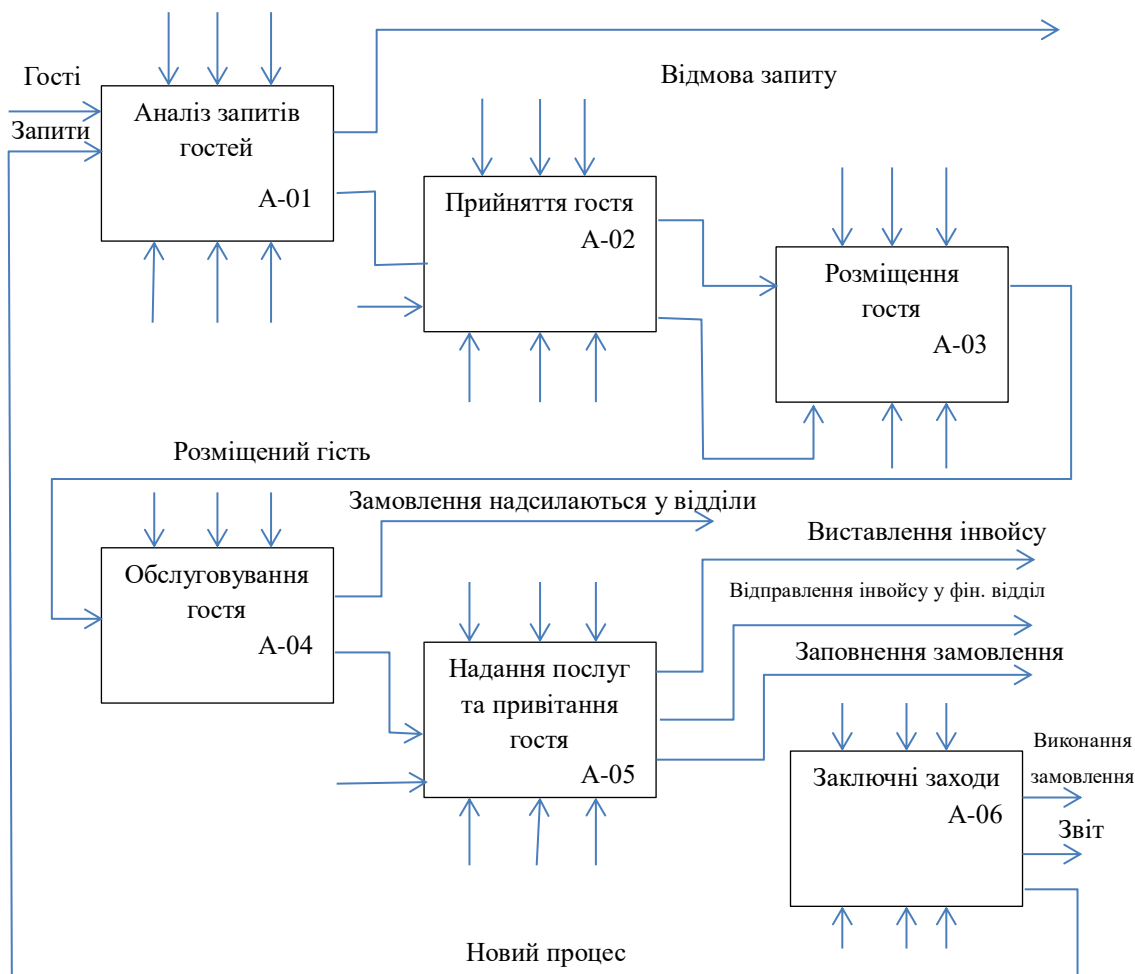 Гості
Запити
Аналіз запитів
гостей
А-01
Відмова запиту
Прийняття гостя
А-02
Розміщення
гостя
А-03
Розміщений гість
Замовлення надсилаються у відділи
Обслуговування
гостя
А-04
Виставлення інвойсу
Відправлення інвойсу у фін. відділ
Заповнення замовлення
Надання послуг
та привітання
гостя
А-05
Заключні заходи
А-06
Виконання
замовлення
Звіт
Новий процес